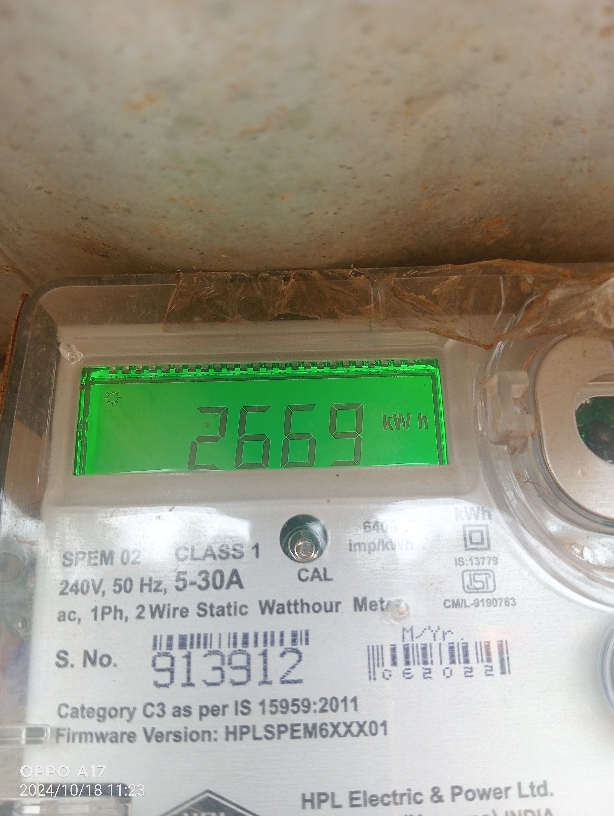 2669 kWh
SPEM 02 CLASS 1
imp/kWh
kWh
240V, 50 Hz, 5-30A
CAL
IS:13779
CM/L-9190783
ac, 1Ph, 2 Wire Static Watthour Meter
M/Yr.
S. No. 913912
062022
Category C3 as per IS 15959:2011
Firmware Version: HPLSPEM6XXX01
OPPO A17
2024/10/18 11:23
HPL Electric & Power Ltd.
INDIA